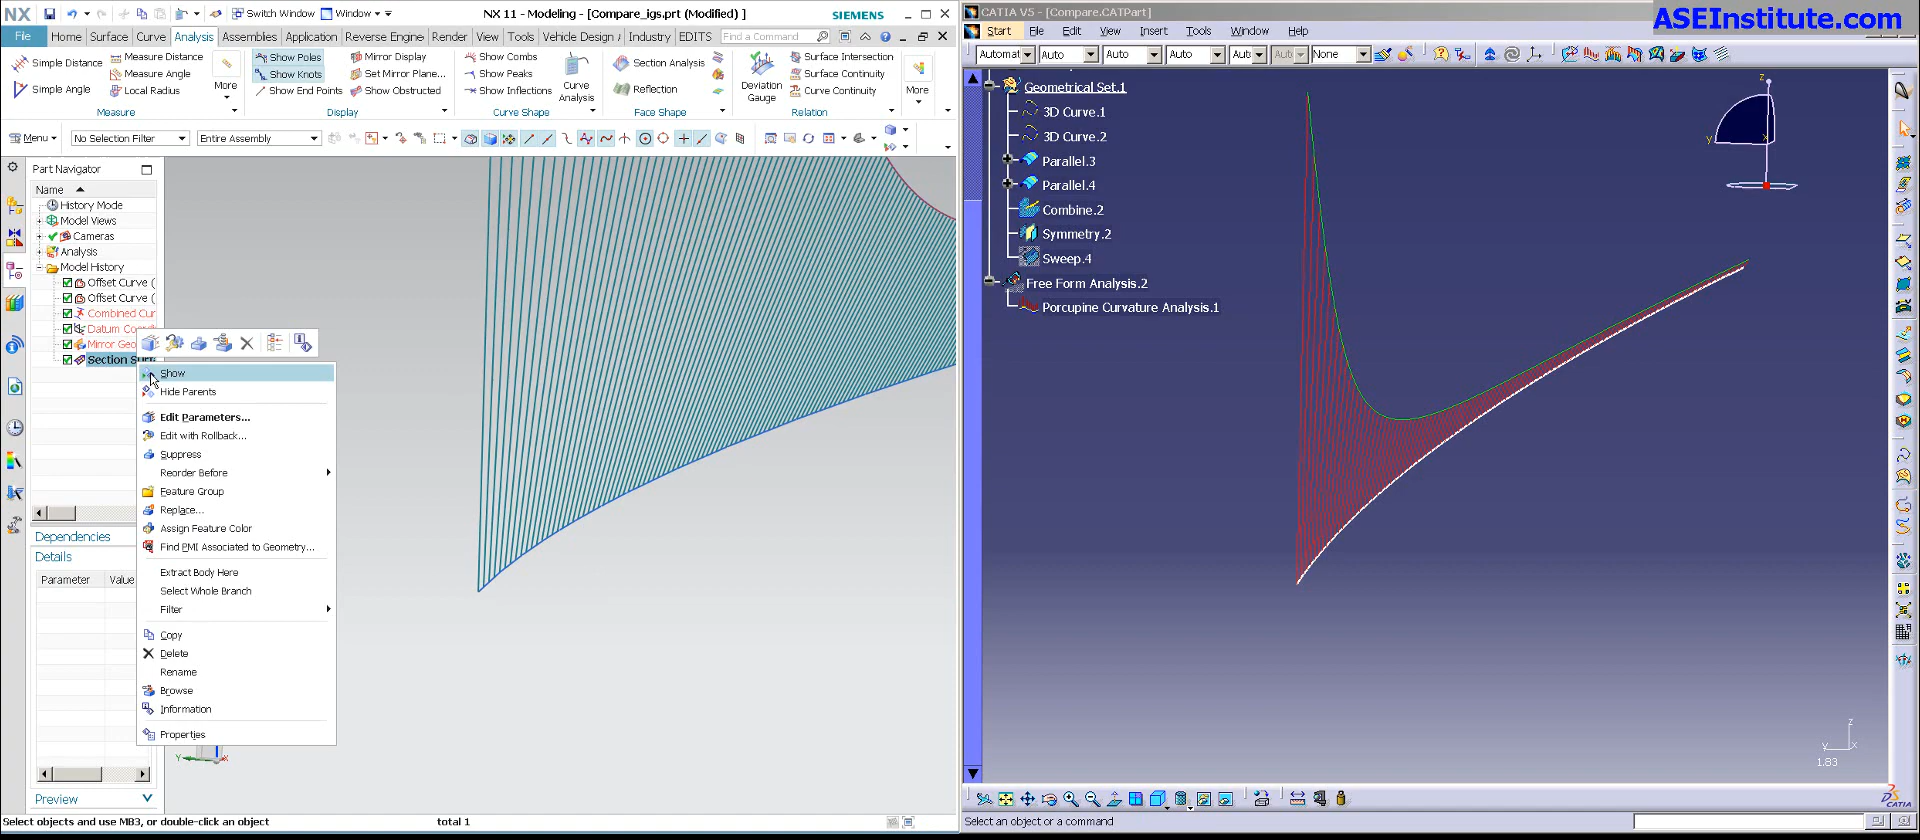 NX
Switch Window
Window
NX 11 - Modeling - [Compare_igs.prt (Modified) ]
SIEMENS
File
Home
Surface
Curve
Analysis
Assemblies
Application
Reverse Engine
Render
View
Tools
Vehicle Design
Industry
EDITS
Find a Command
Simple Distance
Simple Angle
Measure Distance
Measure Angle
Local Radius
More
Measure
Show Poles
Show Knots
Show End Points
Mirror Display
Set Mirror Plane...
Show Obstructed
Display
Show Combs
Show Peaks
Show Inflections
Curve
Analysis
Curve Shape
Section Analysis
Reflection
Face Shape
Deviation
Gauge
Surface Intersection
Surface Continuity
Curve Continuity
Relation
More
Menu
No Selection Filter
Entire Assembly
Part Navigator
Name
History Mode
Model Views
Cameras
Analysis
Model History
Offset Curve (
Offset Curve (
Combined Cur
Datum Coordi
Mirror Geo
Section Surfa
Show
Hide Parents
Edit Parameters...
Edit with Rollback...
Suppress
Reorder Before
Feature Group
Replace...
Assign Feature Color
Find PMI Associated to Geometry...
Extract Body Here
Select Whole Branch
Filter
Copy
Delete
Rename
Browse
Information
Properties
Dependencies
Details
Parameter
Value
Preview
Y
X
Select objects and use MB3, or double-click an object
total 1
CATIA V5 - [Compare.CATPart]
ASEInstitute.com
Start
File
Edit
View
Insert
Tools
Window
Help
Automat
Auto
Auto
Auto
Aut
Aut
None
Geometrical Set.1
3D Curve.1
3D Curve.2
Parallel.3
Parallel.4
Combine.2
Symmetry.2
Sweep.4
Free Form Analysis.2
Porcupine Curvature Analysis.1
z
y
x
z
y
x
1.83
CATIA
Select an object or a command